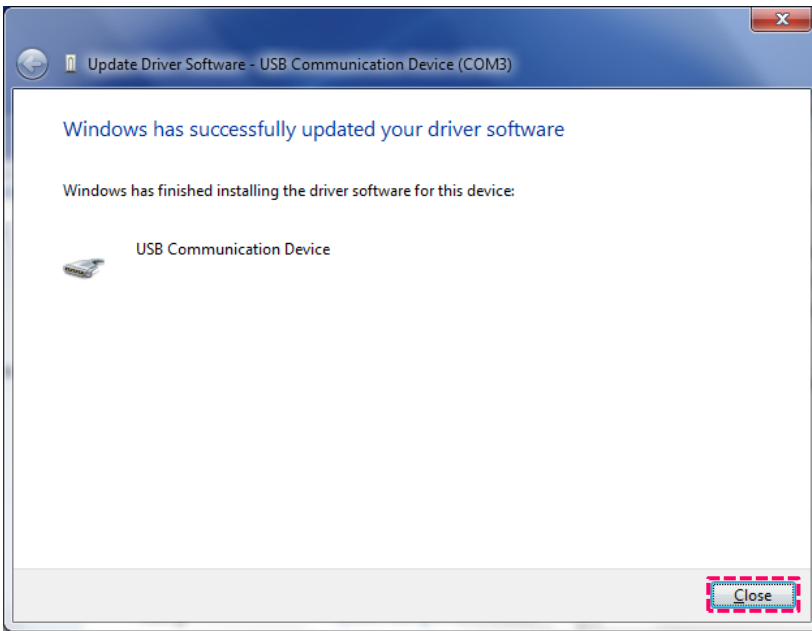 Update Driver Software - USB Communication Device (COM3)
Windows has successfully updated your driver software
Windows has finished installing the driver software for this device:
USB Communication Device
Close